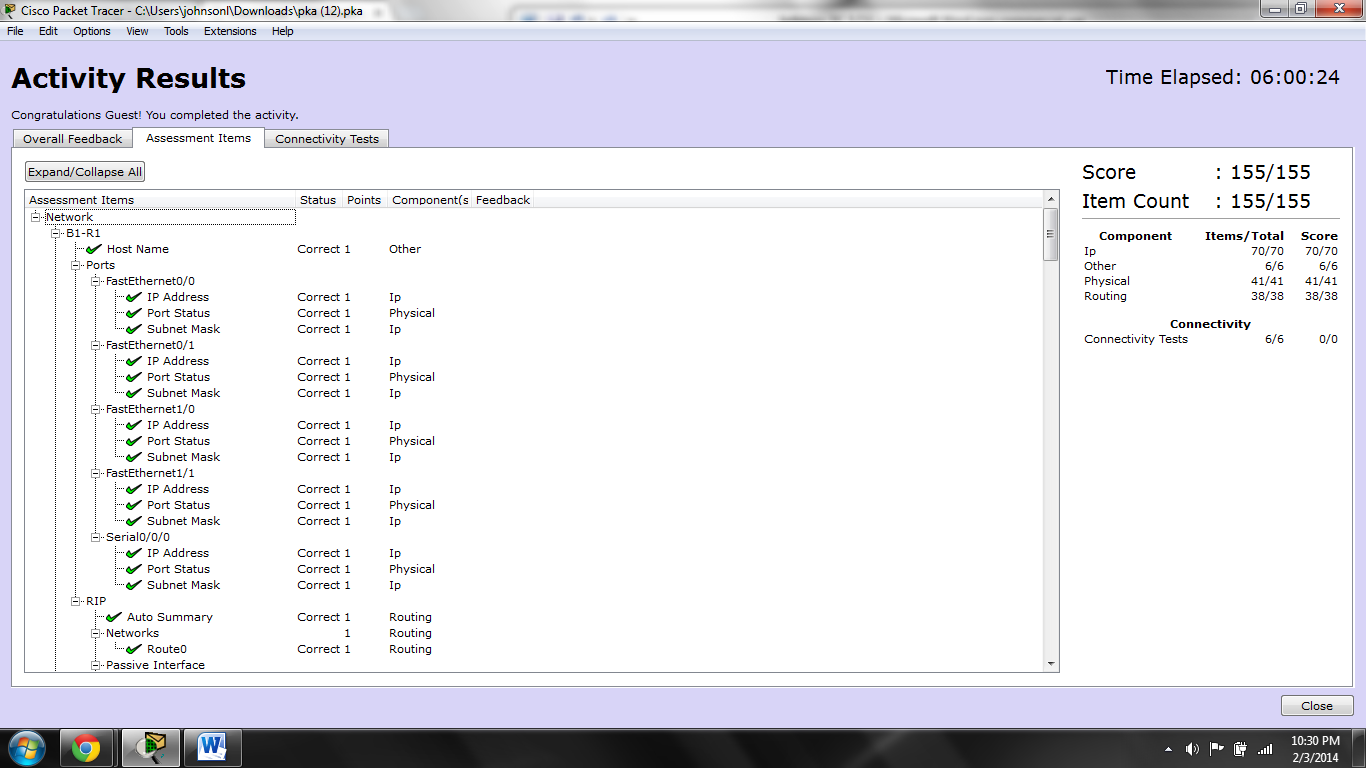 Cisco Packet Tracer - C:\Users\johnsonl\Downloads\pka (12).pka
File Edit Options View Tools Extensions Help
Activity Results
Time Elapsed: 06:00:24
Congratulations Guest! You completed the activity.
Overall Feedback Assessment Items Connectivity Tests
Expand/Collapse All
Assessment Items Status Points Component(s Feedback
Network
B1-R1
Host Name Correct 1 Other
Ports
FastEthernet0/0
IP Address Correct 1 Ip
Port Status Correct 1 Physical
Subnet Mask Correct 1 Ip
FastEthernet0/1
IP Address Correct 1 Ip
Port Status Correct 1 Physical
Subnet Mask Correct 1 Ip
FastEthernet1/0
IP Address Correct 1 Ip
Port Status Correct 1 Physical
Subnet Mask Correct 1 Ip
FastEthernet1/1
IP Address Correct 1 Ip
Port Status Correct 1 Physical
Subnet Mask Correct 1 Ip
Serial0/0/0
IP Address Correct 1 Ip
Port Status Correct 1 Physical
Subnet Mask Correct 1 Ip
RIP
Auto Summary Correct 1 Routing
Networks 1 Routing
Route0 Correct 1 Routing
Passive Interface
Score : 155/155
Item Count : 155/155
Component Items/Total Score
Ip 70/70 70/70
Other 6/6 6/6
Physical 41/41 41/41
Routing 38/38 38/38
Connectivity
Connectivity Tests 6/6 0/0
Close
W
10:30 PM
2/3/2014